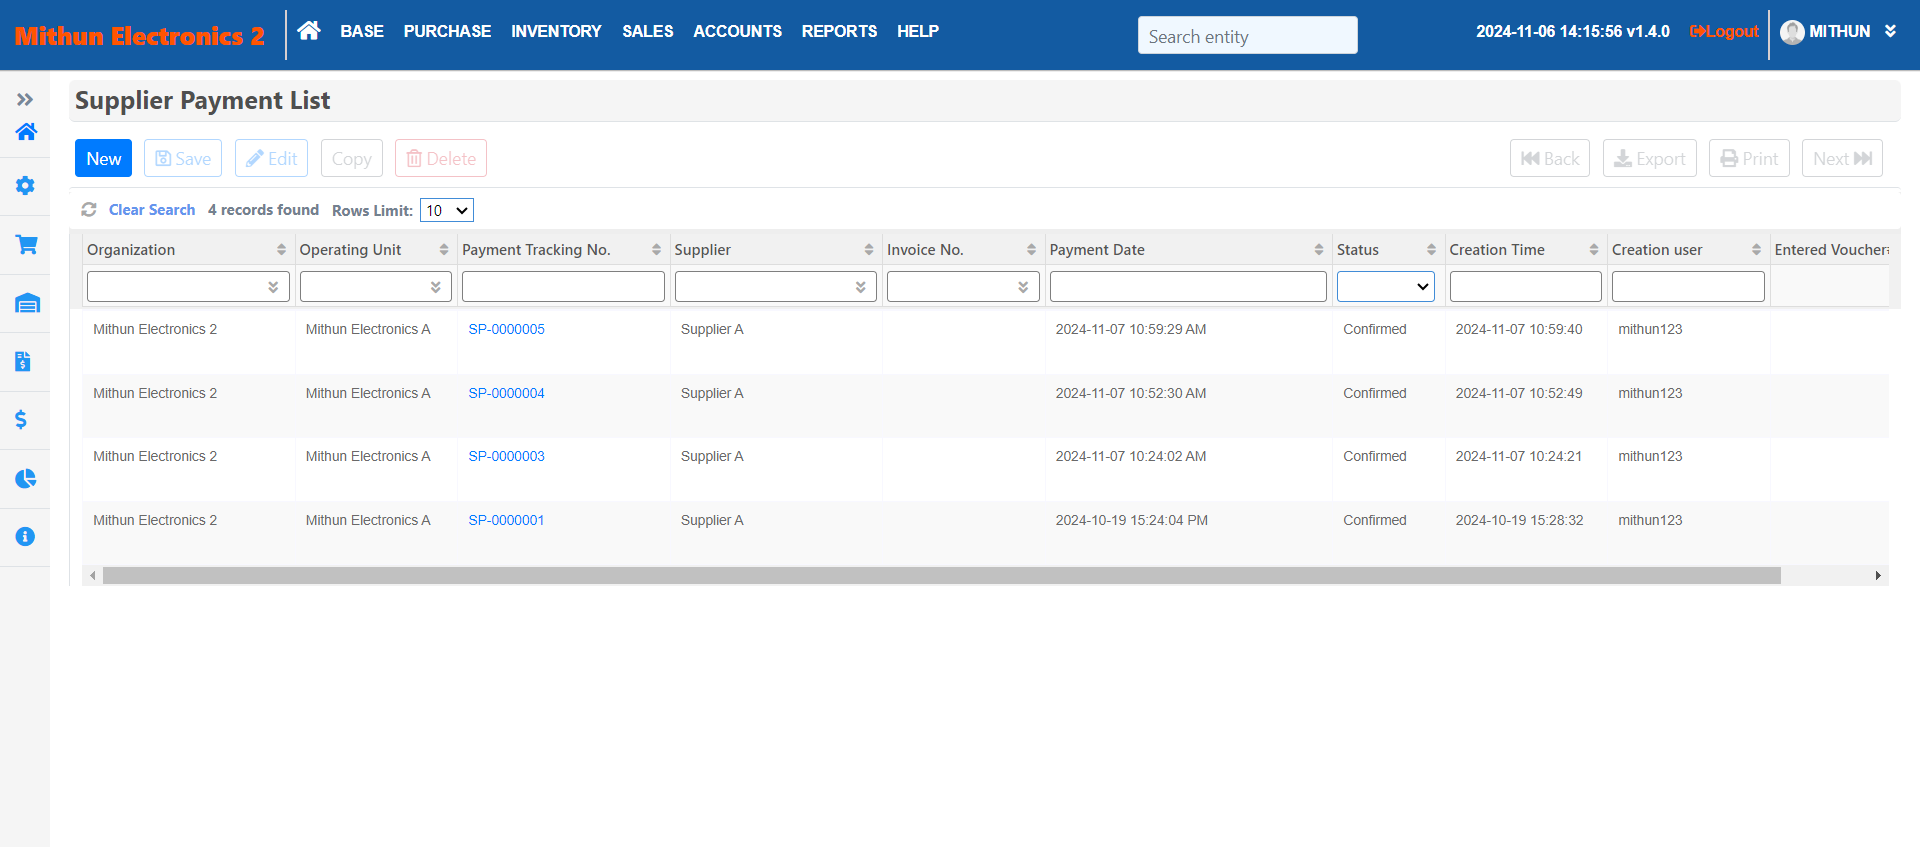 Mithun Electronics 2 BASE PURCHASE INVENTORY SALES ACCOUNTS REPORTS HELP Search entity 2024-11-06 14:15:56 v1.4.0 Logout MITHUN
Supplier Payment List
New Save Edit Copy Delete Back Export Print Next
Clear Search 4 records found Rows Limit: 10
Organization Operating Unit Payment Tracking No. Supplier Invoice No. Payment Date Status Creation Time Creation user Entered Voucher
Mithun Electronics 2 Mithun Electronics A SP-0000005 Supplier A 2024-11-07 10:59:29 AM Confirmed 2024-11-07 10:59:40 mithun123
Mithun Electronics 2 Mithun Electronics A SP-0000004 Supplier A 2024-11-07 10:52:30 AM Confirmed 2024-11-07 10:52:49 mithun123
Mithun Electronics 2 Mithun Electronics A SP-0000003 Supplier A 2024-11-07 10:24:02 AM Confirmed 2024-11-07 10:24:21 mithun123
Mithun Electronics 2 Mithun Electronics A SP-0000001 Supplier A 2024-10-19 15:24:04 PM Confirmed 2024-10-19 15:28:32 mithun123